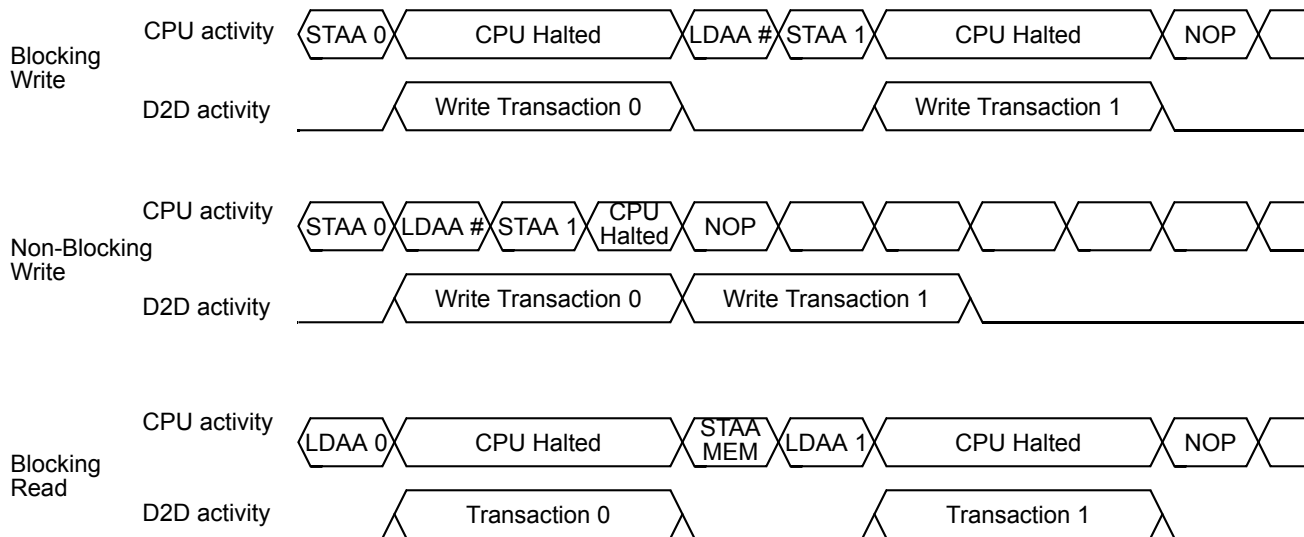 CPU activity STAA 0 CPU Halted LDAA # STAA 1 CPU Halted NOP
Blocking
Write
D2D activity Write Transaction 0 Write Transaction 1
CPU activity STAA 0 LDAA # STAA 1 CPU
Halted NOP
Non-Blocking
Write
D2D activity Write Transaction 0 Write Transaction 1
CPU activity LDAA 0 CPU Halted STAA
MEM LDAA 1 CPU Halted NOP
Blocking
Read
D2D activity Transaction 0 Transaction 1